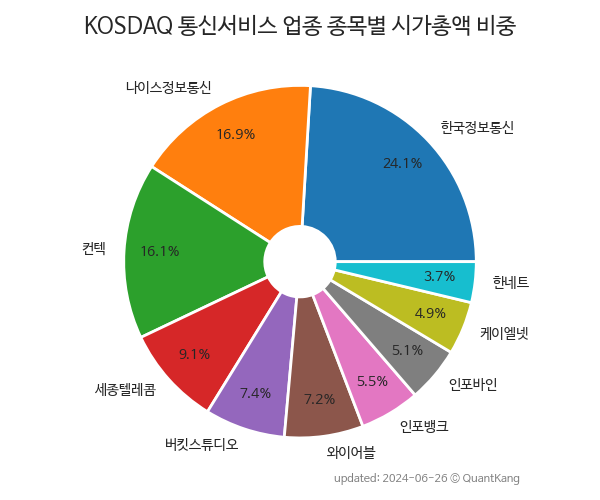 KOSDAQ 통신서비스 업종 종목별 시가총액 비중
한국정보통신
24.1%
나이스정보통신
16.9%
컨텍
16.1%
세종텔레콤
9.1%
버킷스튜디오
7.4%
와이어블
7.2%
인포뱅크
5.5%
인포바인
5.1%
케이엘넷
4.9%
한네트
3.7%
updated: 2024-06-26 © QuantKang